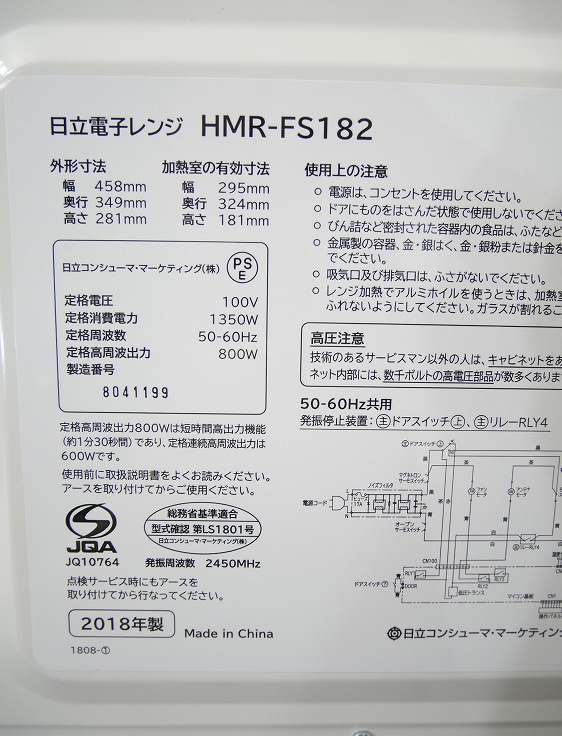 日立電子レンジ HMR-FS182
外形寸法
幅 458mm
奥行 349mm
高さ 281mm
加熱室の有効寸法
幅 295mm
奥行 324mm
高さ 181mm
日立コンシューマ・マーケティング(株) PSE
定格電圧 100V
定格消費電力 1350W
定格周波数 50-60Hz
定格高周波出力 800W
製造番号
8041199
定格高周波出力800Wは短時間高出力機能
(約1分30秒間)であり、定格連続高周波出力は
600Wです。
使用前に取扱説明書をよくお読みください。
アースを取り付けてからご使用ください。
JQA
JQ10764
総務省基準適合
型式確認 第LS1801号
日立コンシューマ・マーケティング(株)
発振周波数 2450MHz
点検サービス時にもアースを
取り付けてから行なってください。
2018年製 Made in China
1808-①
使用上の注意
○ 電源は、コンセントを使用してください。
○ ドアにものをはさんだ状態で使用しないでくださ
○ びん詰など密封された容器内の食品は、ふたなど
○ 金属製の容器、金・銀はく、金・銀粉または針金を
でください。
○ 吸気口及び排気口は、ふさがないでください。
○ レンジ加熱でアルミホイルを使うときは、加熱室
ふれないようにしてください。ガラスが割れるこ
高圧注意
技術のあるサービスマン以外の人は、キャビネットをあ
ネット内部には、数千ボルトの高電圧部品が数多くありま
50-60Hz共用
発振停止装置:㊤ドアスイッチ㊤、㊤リレーRLY4